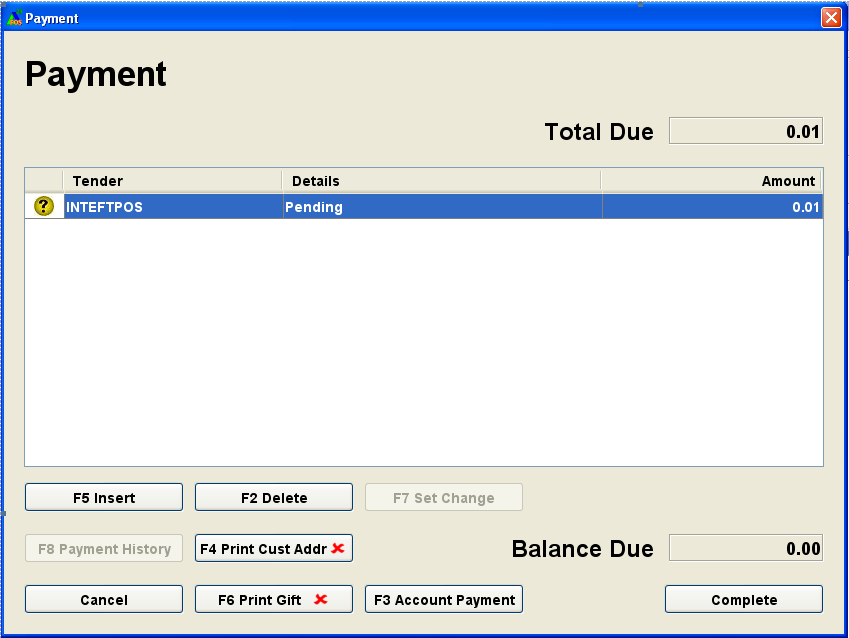 Payment
Payment
Total Due 0.01
Tender Details Amount
? INTEFTPOS Pending 0.01
F5 Insert F2 Delete F7 Set Change
F8 Payment History F4 Print Cust Addr Balance Due 0.00
Cancel F6 Print Gift F3 Account Payment Complete